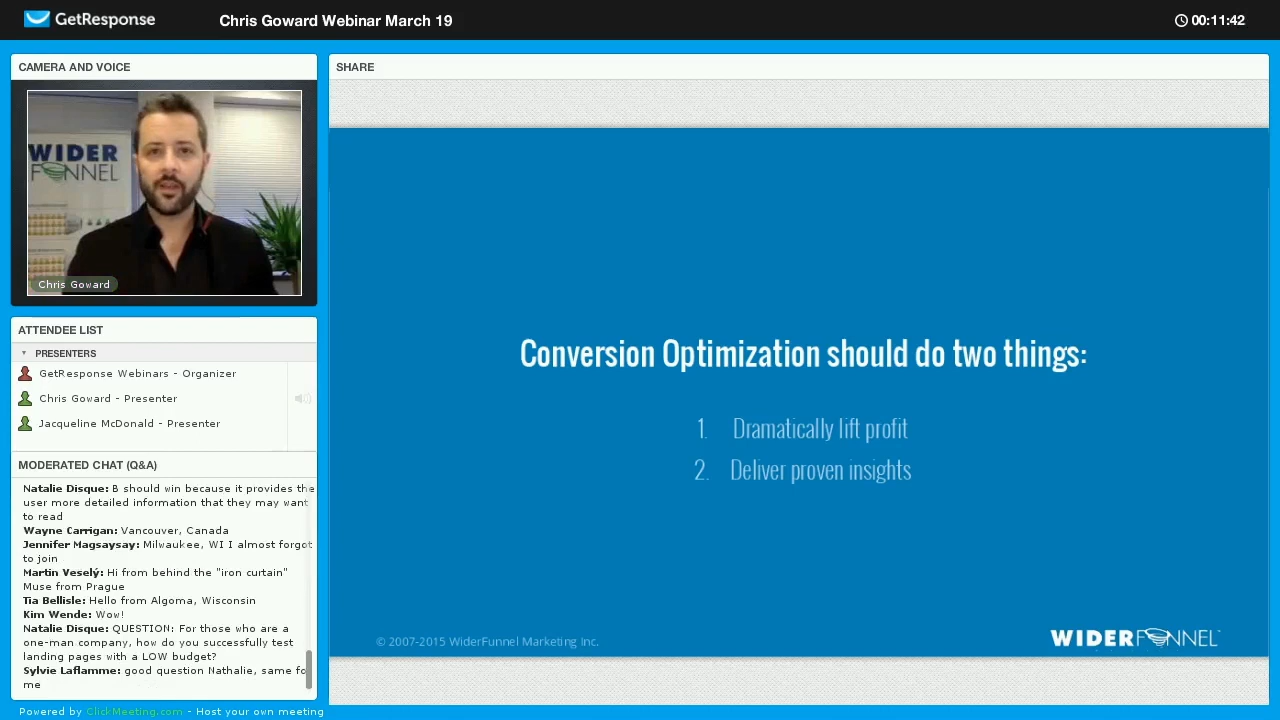 GetResponse
Chris Goward Webinar March 19
00:11:42
CAMERA AND VOICE
WIDER
FUNNEL
Chris Goward
ATTENDEE LIST
PRESENTERS
GetResponse Webinars - Organizer
Chris Goward - Presenter
Jacqueline McDonald - Presenter
MODERATED CHAT (Q&A)
Natalie Disque: B should win because it provides the
user more detailed information that they may want
to read
Wayne Carrigan: Vancouver, Canada
Jennifer Magsaysay: Milwaukee, WI I almost forgot
to join
Martin Veselý: Hi from behind the "iron curtain"
Muse from Prague
Tia Bellisle: Hello from Algoma, Wisconsin
Kim Wende: Wow!
Natalie Disque: QUESTION: For those who are a
one-man company, how do you successfully test
landing pages with a LOW budget?
Sylvie Laflamme: good question Nathalie, same fo
me
Powered by ClickMeeting.com - Host your own meeting
SHARE
Conversion Optimization should do two things:
1. Dramatically lift profit
2. Deliver proven insights
© 2007-2015 WiderFunnel Marketing Inc.
WIDERFUNNEL™